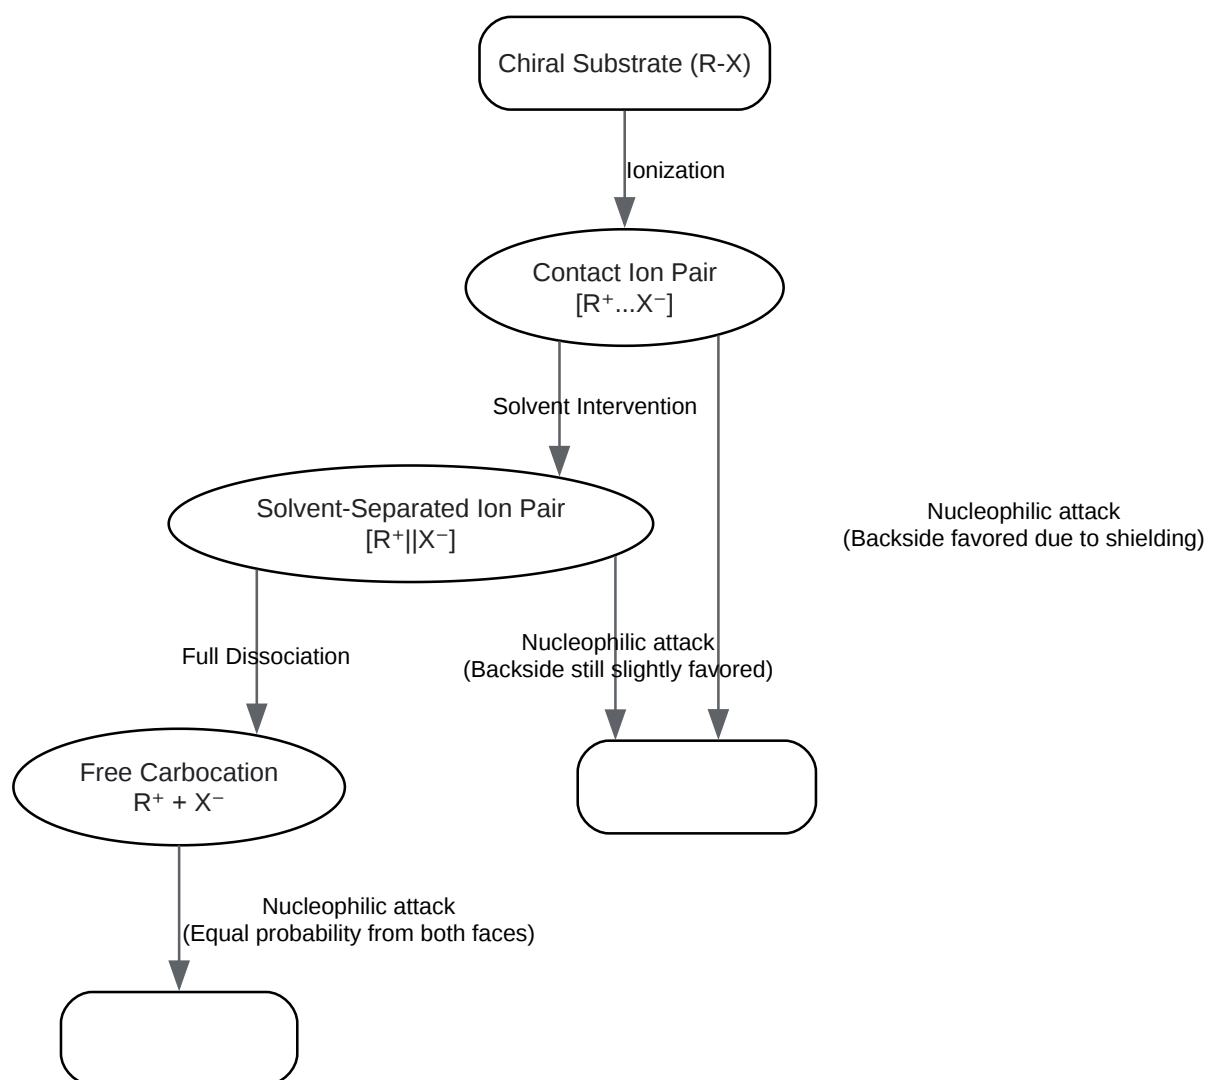 Chiral Substrate (R-X)
Ionization
Contact Ion Pair
[R⁺...X⁻]
Solvent Intervention
Solvent-Separated Ion Pair
[R⁺||X⁻]
Nucleophilic attack
(Backside favored due to shielding)
Full Dissociation
Nucleophilic attack
(Backside still slightly favored)
Free Carbocation
R⁺ + X⁻
Nucleophilic attack
(Equal probability from both faces)